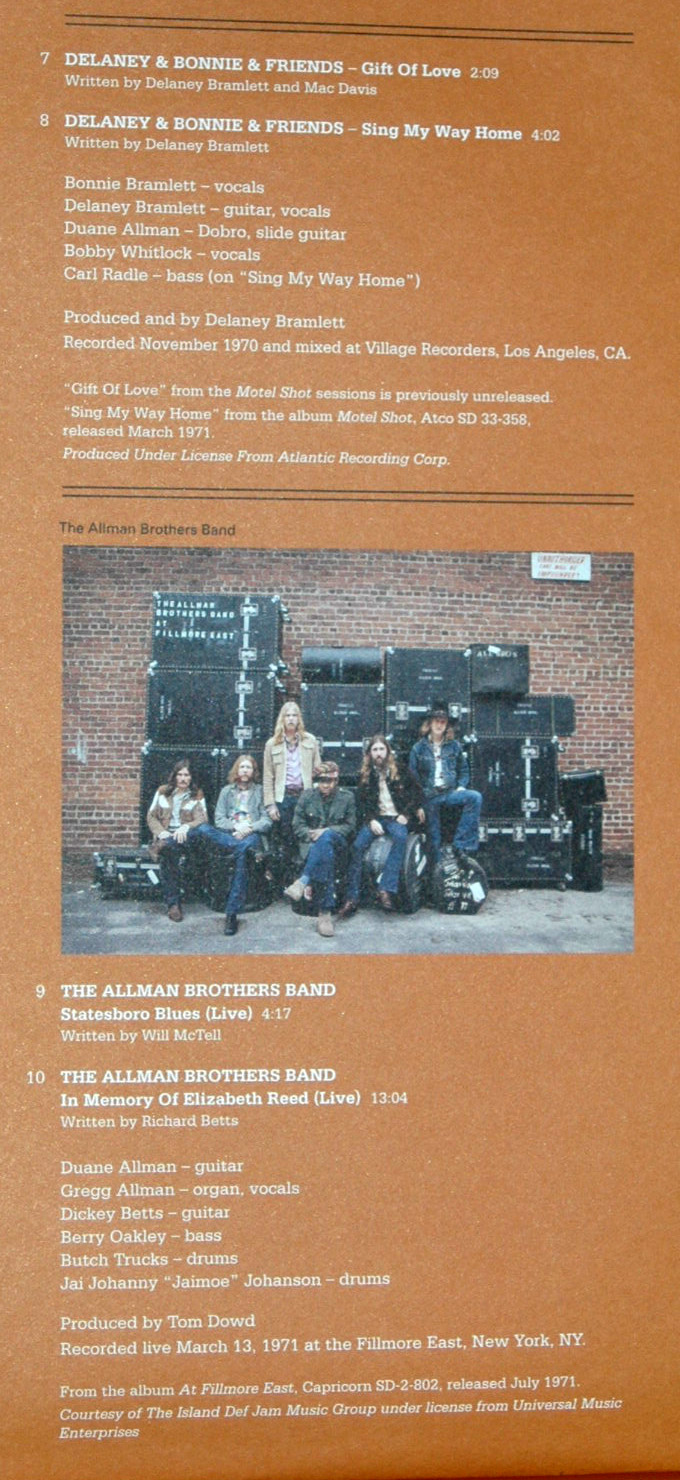 7 DELANEY & BONNIE & FRIENDS – Gift Of Love 2:09
Written by Delaney Bramlett and Mac Davis
8 DELANEY & BONNIE & FRIENDS – Sing My Way Home 4:02
Written by Delaney Bramlett
Bonnie Bramlett – vocals
Delaney Bramlett – guitar, vocals
Duane Allman – Dobro, slide guitar
Bobby Whitlock – vocals
Carl Radle – bass (on “Sing My Way Home”)
Produced and by Delaney Bramlett
Recorded November 1970 and mixed at Village Recorders, Los Angeles, CA.
“Gift Of Love” from the Motel Shot sessions is previously unreleased.
“Sing My Way Home” from the album Motel Shot, Atco SD 33-358,
released March 1971.
Produced Under License From Atlantic Recording Corp.
The Allman Brothers Band
THE ALLMAN
BROTHERS BAND
AT
FILLMORE EAST
9 THE ALLMAN BROTHERS BAND
Statesboro Blues (Live) 4:17
Written by Will McTell
10 THE ALLMAN BROTHERS BAND
In Memory Of Elizabeth Reed (Live) 13:04
Written by Richard Betts
Duane Allman – guitar
Gregg Allman – organ, vocals
Dickey Betts – guitar
Berry Oakley – bass
Butch Trucks – drums
Jai Johanny “Jaimoe” Johanson – drums
Produced by Tom Dowd
Recorded live March 13, 1971 at the Fillmore East, New York, NY.
From the album At Fillmore East, Capricorn SD-2-802, released July 1971.
Courtesy of The Island Def Jam Music Group under license from Universal Music
Enterprises